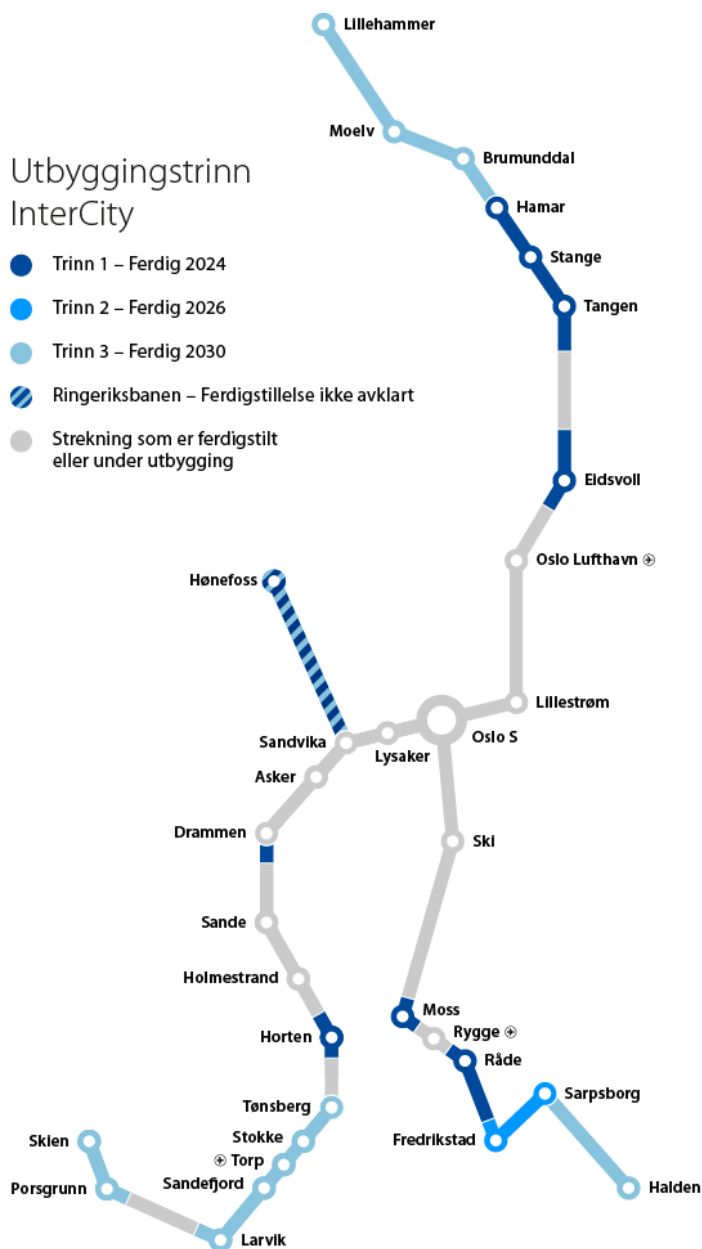 Lillehammer
Moelv
Brumunddal
Utbyggingstrinn
InterCity
Hamar
Trinn 1 – Ferdig 2024
Stange
Trinn 2 – Ferdig 2026
Tangen
Trinn 3 – Ferdig 2030
Ringeriksbanen – Ferdigstillelse ikke avklart
Strekning som er ferdigstilt
eller under utbygging
Eidsvoll
Oslo Lufthavn
Hønefoss
Lillestrøm
Oslo S
Sandvika
Lysaker
Asker
Drammen
Ski
Sande
Holmestrand
Moss
Rygge
Horten
Råde
Sarpsborg
Tønsberg
Stokke
Fredrikstad
Skien
Torp
Sandefjord
Porsgrunn
Halden
Larvik